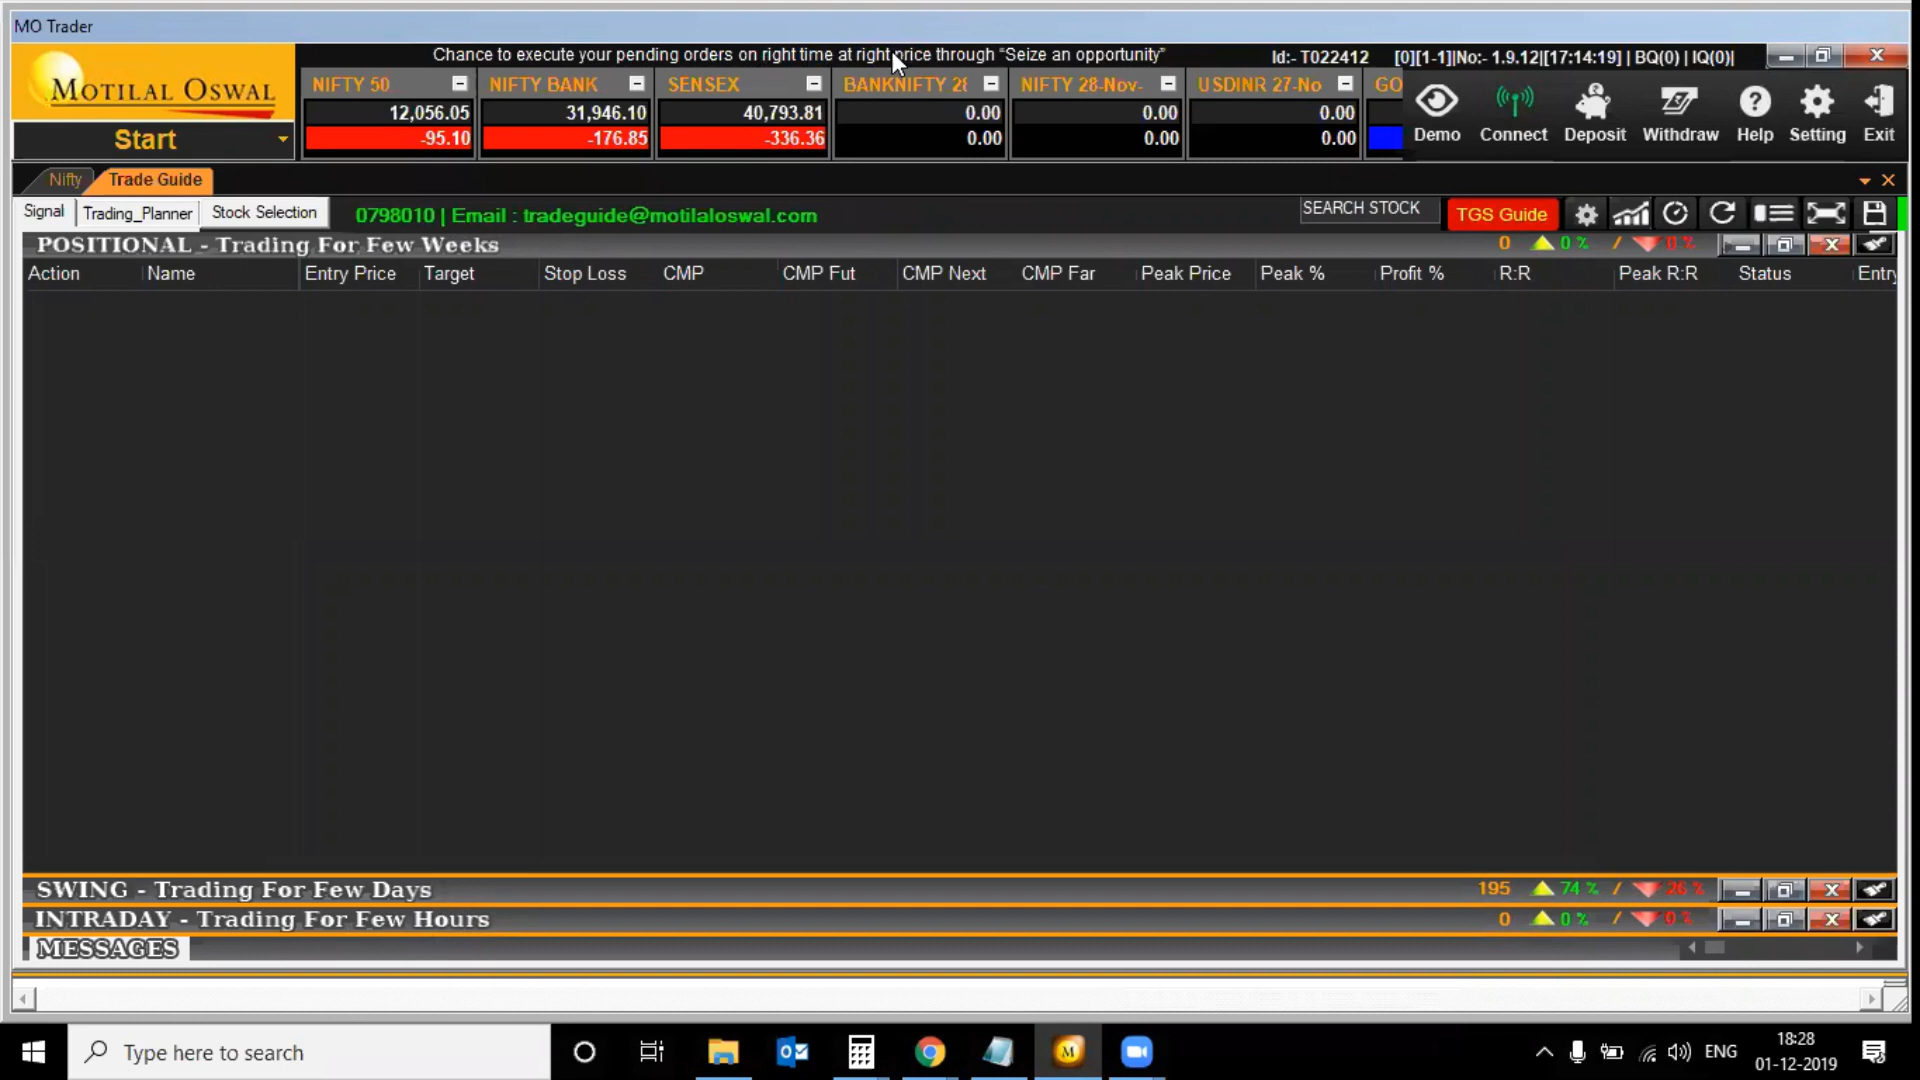 MO Trader
Chance to execute your pending orders on right time at right price through “Seize an opportunity”
Id:- T022412 [0][1-1]|No:- 1.9.12|[17:14:19] | BQ(0) | IQ(0)|
MOTILAL OSWAL
Start
NIFTY 50 NIFTY BANK SENSEX BANKNIFTY 28 NIFTY 28-Nov- USDINR 27-No GO
12,056.05 31,946.10 40,793.81 0.00 0.00 0.00
-95.10 -176.85 -336.36 0.00 0.00 0.00
Demo Connect Deposit Withdraw Help Setting Exit
Nifty Trade Guide
Signal Trading_Planner Stock Selection 0798010 | Email : tradeguide@motilaloswal.com SEARCH STOCK TGS Guide
POSITIONAL - Trading For Few Weeks 0 0 % / 0 %
Action Name Entry Price Target Stop Loss CMP CMP Fut CMP Next CMP Far Peak Price Peak % Profit % R:R Peak R:R Status Entry
SWING - Trading For Few Days 195 74 % / 26 %
INTRADAY - Trading For Few Hours 0 0 % / 0 %
MESSAGES
Type here to search
ENG
18:28
01-12-2019